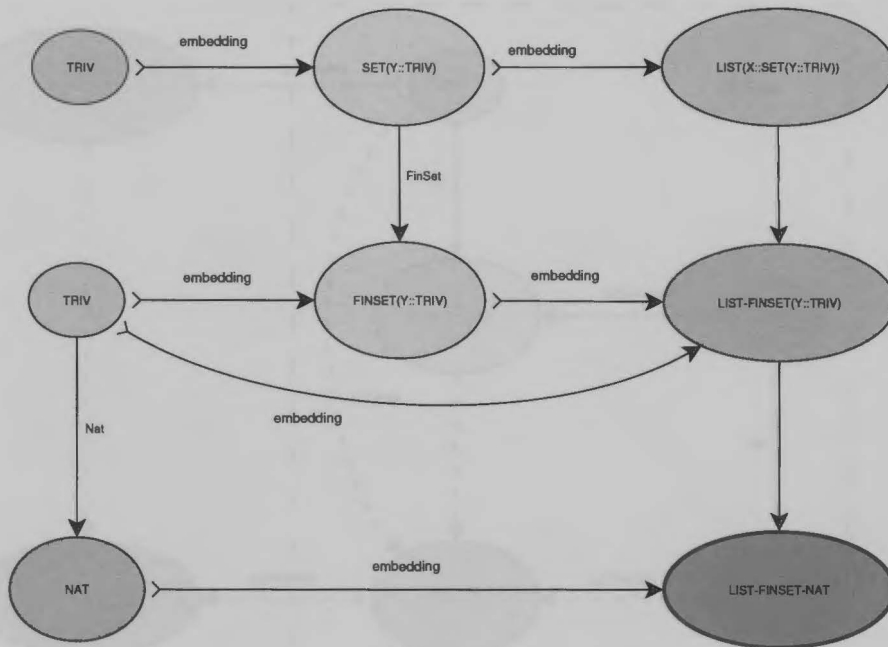 embedding
embedding
TRIV
SET(Y::TRIV)
LIST(X::SET(Y::TRIV))
FinSet
embedding
embedding
TRIV
FINSET(Y::TRIV)
LIST-FINSET(Y::TRIV)
embedding
Nat
embedding
NAT
LIST-FINSET-NAT